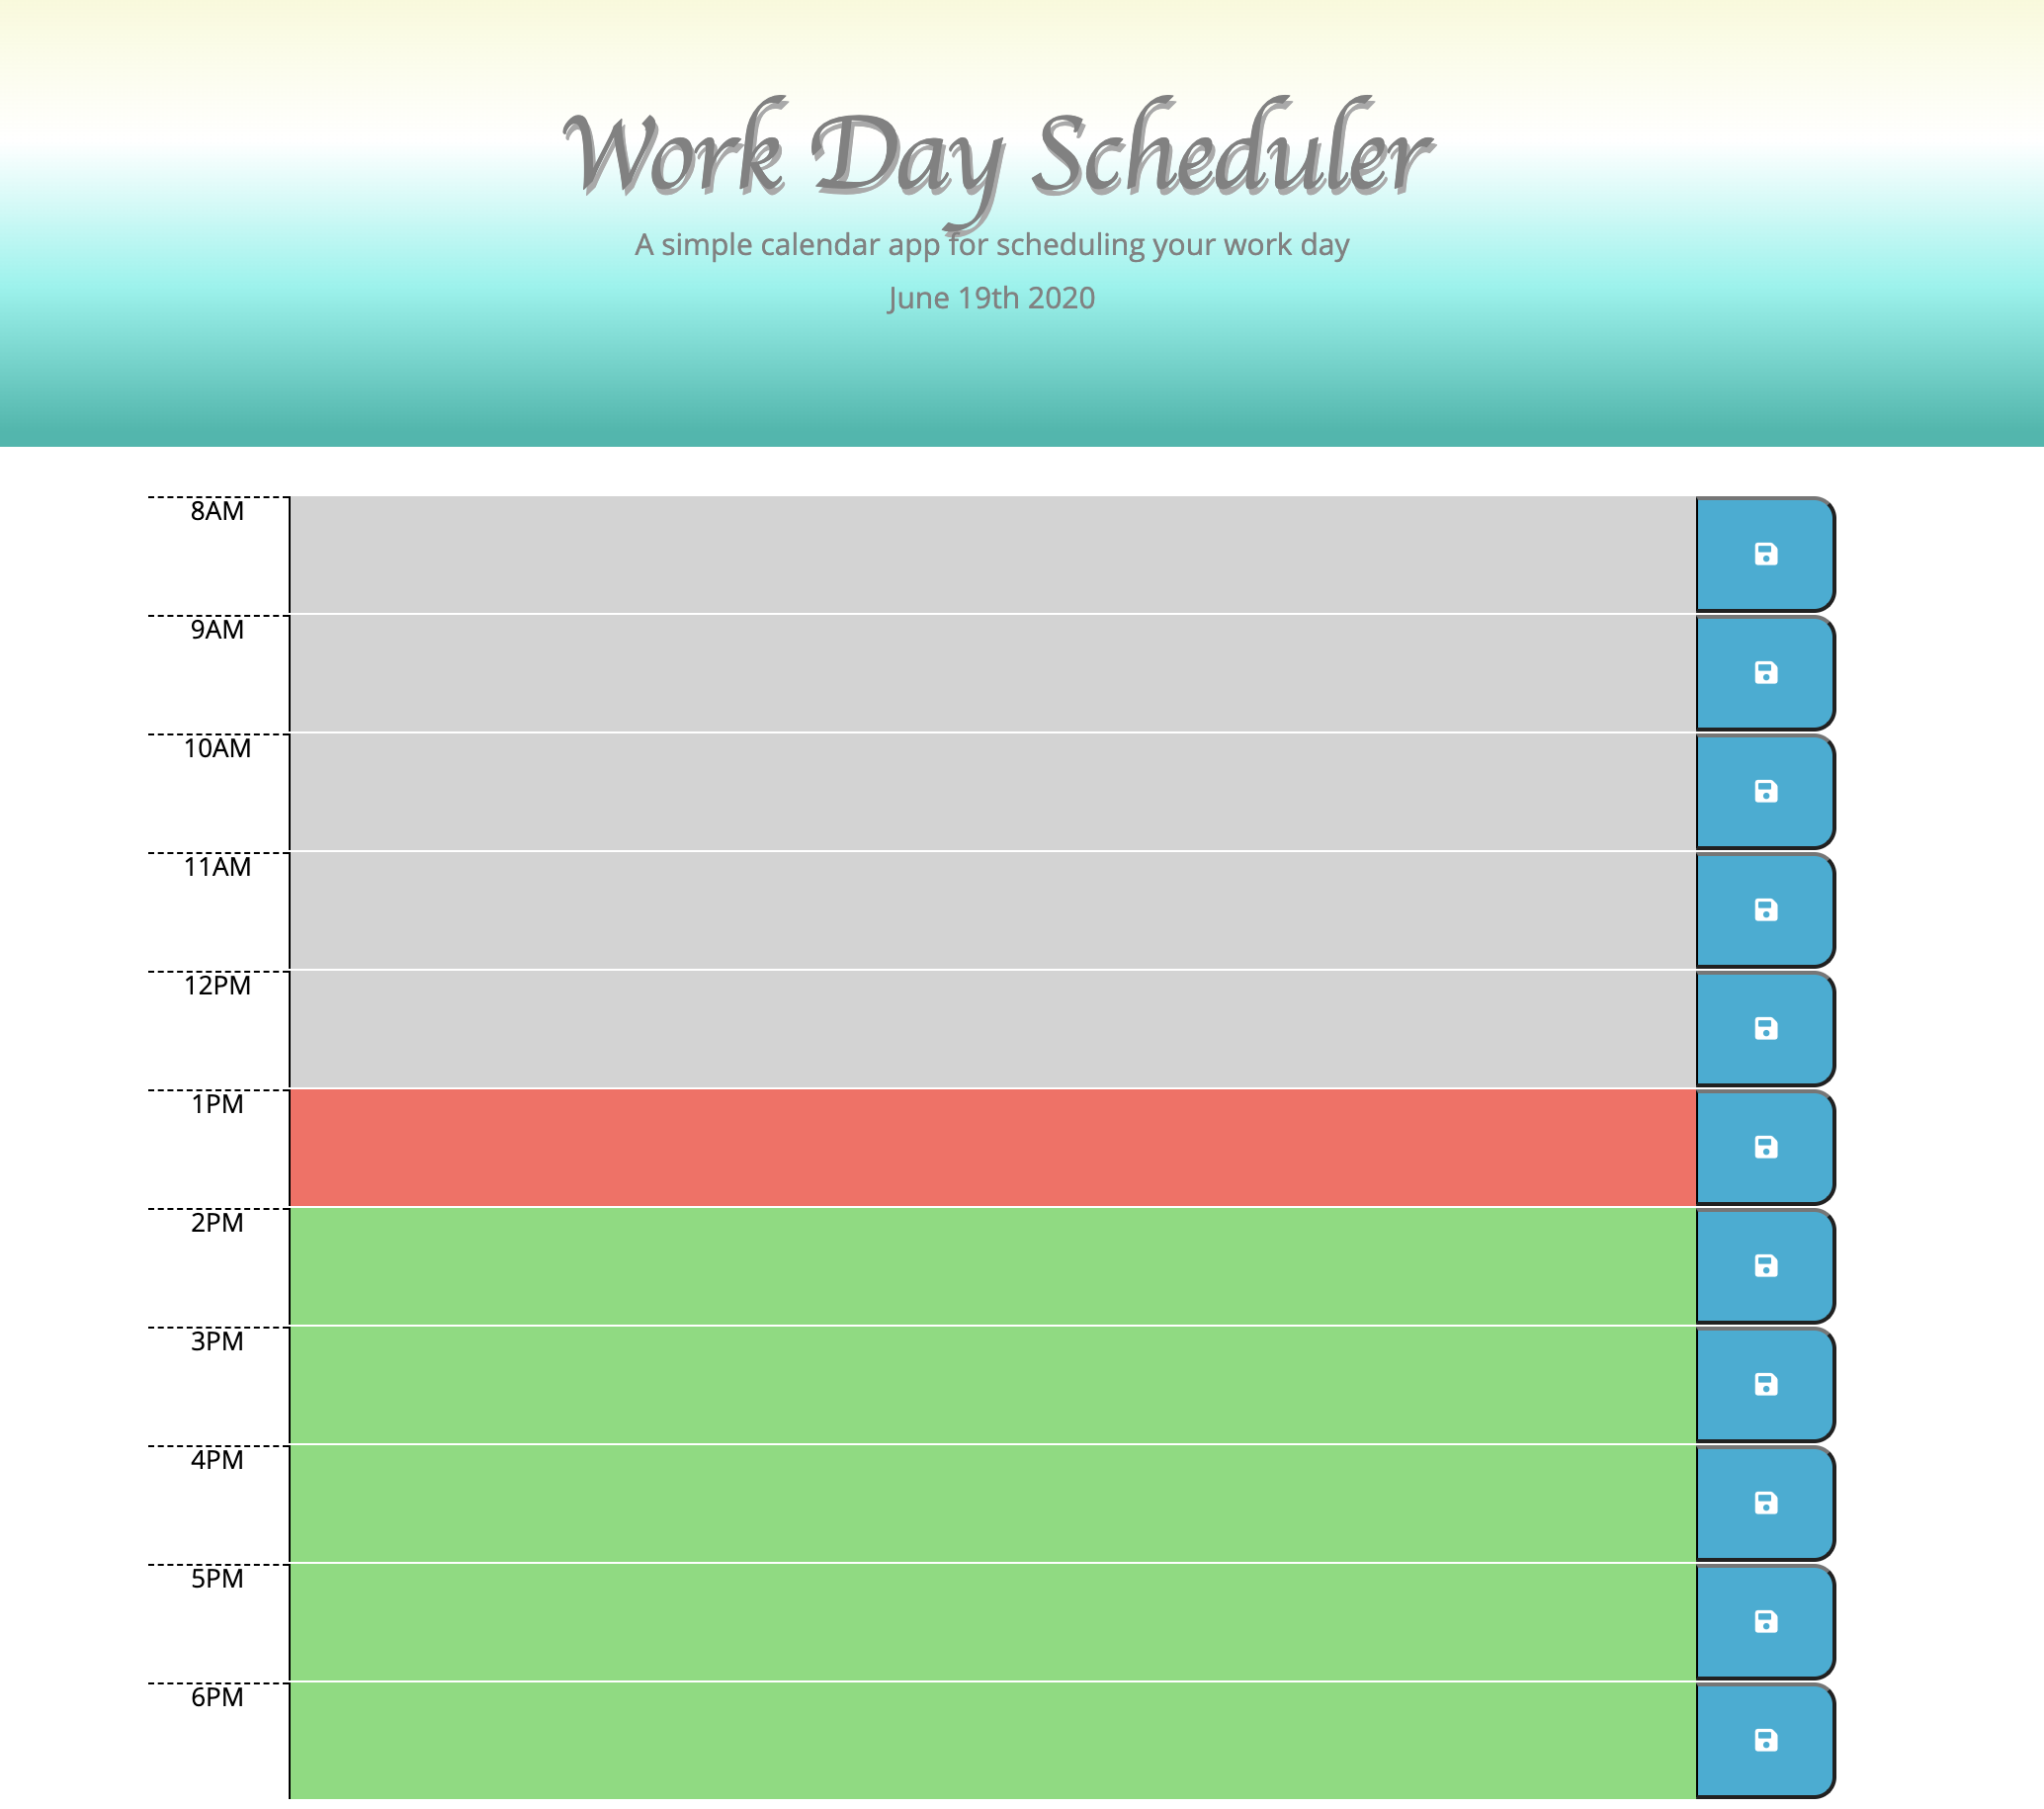 Work Day Scheduler
A simple calendar app for scheduling your work day
June 19th 2020
8AM
9AM
10AM
11AM
12PM
1PM
2PM
3PM
4PM
5PM
6PM